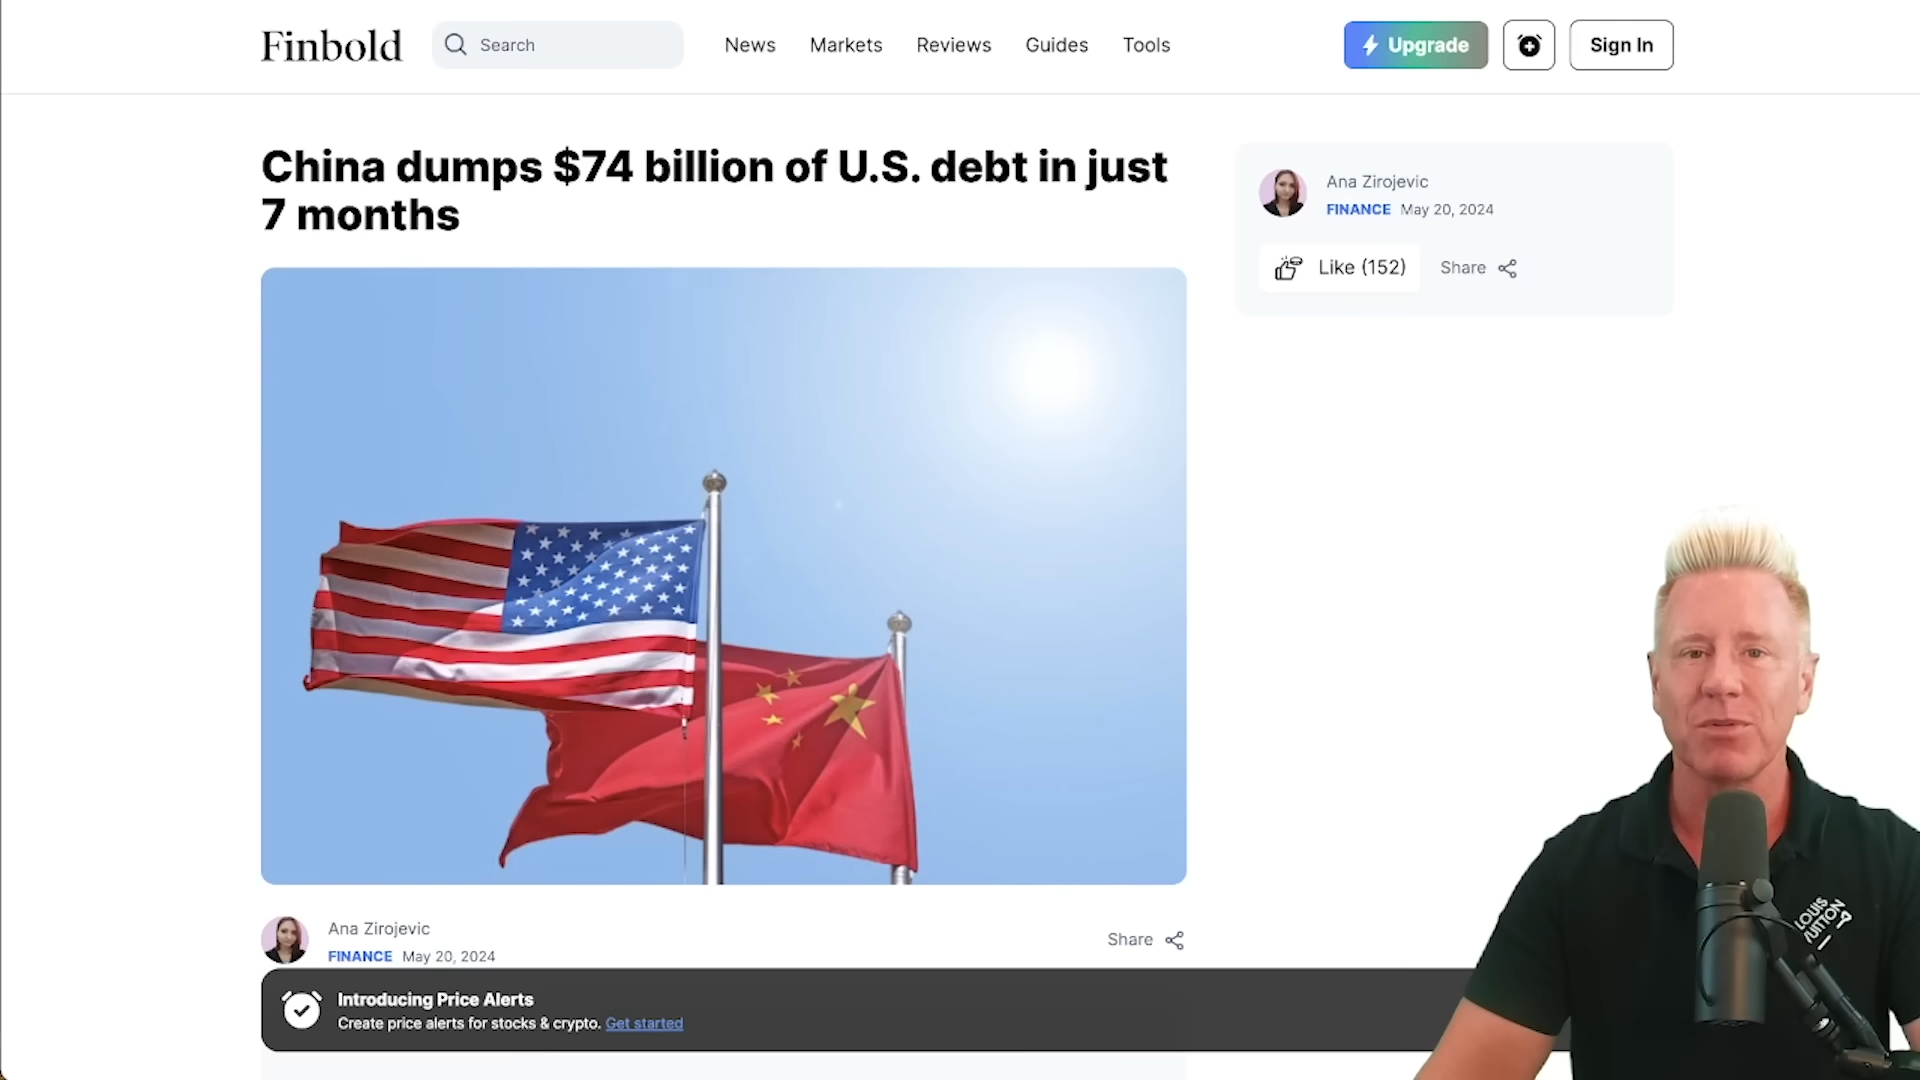 Finbold
Search
News
Markets
Reviews
Guides
Tools
Upgrade
Sign In
China dumps $74 billion of U.S. debt in just
7 months
Ana Zirojevic
FINANCE May 20, 2024
Like (152)
Share
Ana Zirojevic
FINANCE May 20, 2024
Share
Introducing Price Alerts
Create price alerts for stocks & crypto. Get started
LOUIS
VUITTON